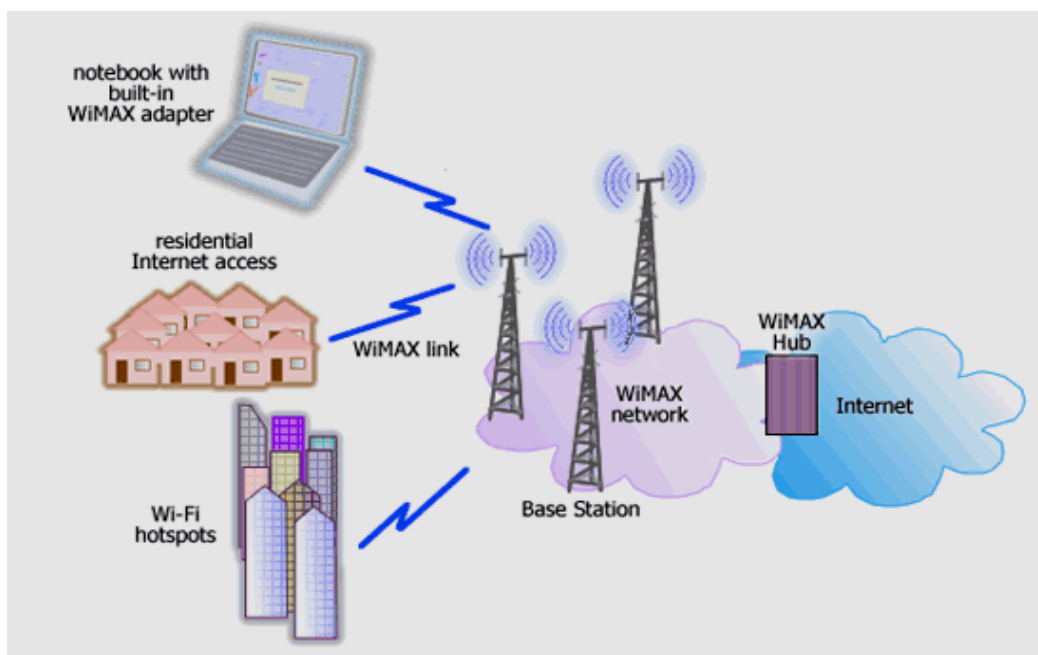 notebook with
built-in
WiMAX adapter
residential
Internet access
WiMAX link
Wi-Fi
hotspots
Base Station
WiMAX
network
WiMAX
Hub
Internet